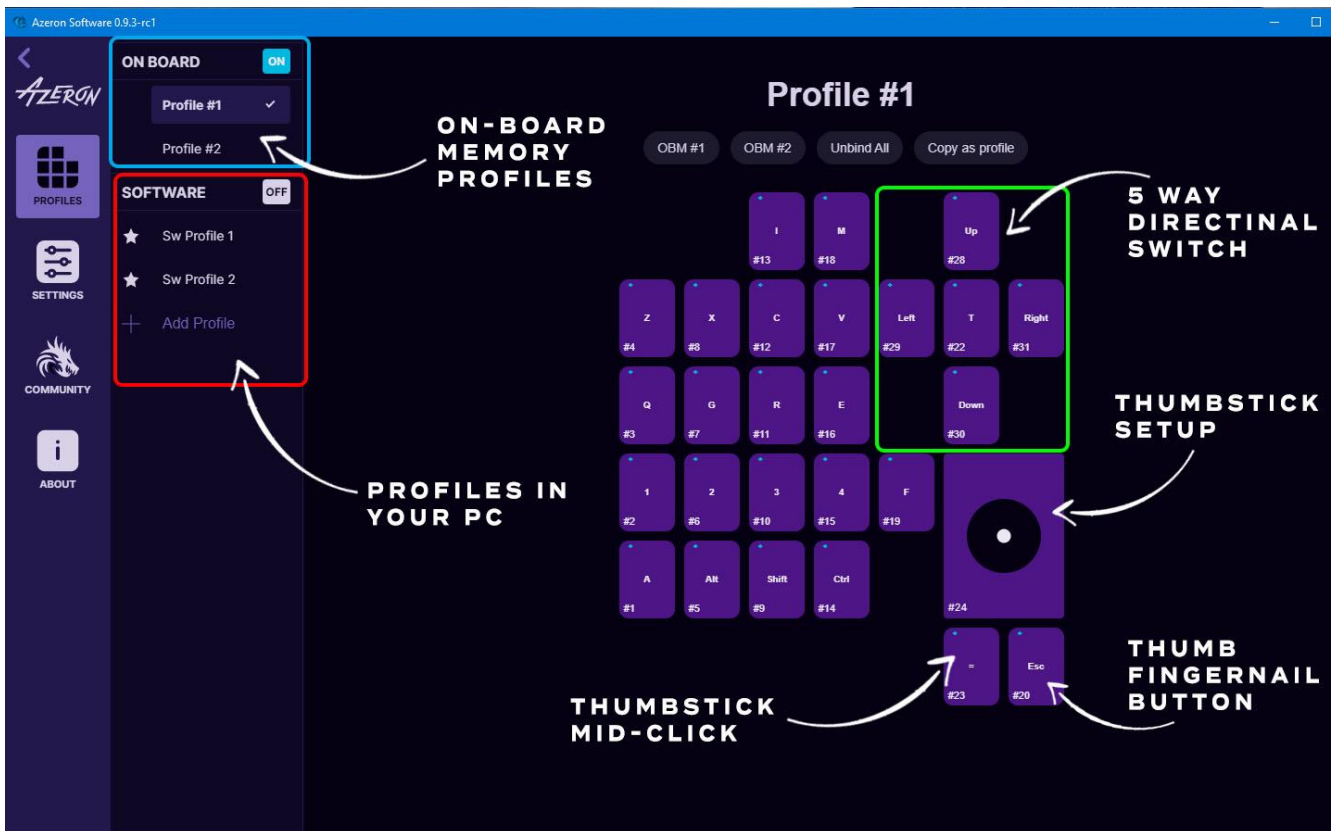 Azeron Software 0.9.3-rc1
AZERON
PROFILES
SETTINGS
COMMUNITY
ABOUT
ON BOARD ON
Profile #1
Profile #2
SOFTWARE OFF
Sw Profile 1
Sw Profile 2
Add Profile
ON-BOARD
MEMORY
PROFILES
PROFILES IN
YOUR PC
Profile #1
OBM #1 OBM #2 Unbind All Copy as profile
I M Up
#13 #18 #28
Z X C V Left T Right
#4 #8 #12 #17 #29 #22 #31
Q G R E Down
#3 #7 #11 #16 #30
1 2 3 4 F
#2 #6 #10 #15 #19
A Alt Shift Ctrl
#1 #5 #9 #14 #24
= Esc
#23 #20
5 WAY
DIRECTINAL
SWITCH
THUMBSTICK
SETUP
THUMB
FINGERNAIL
BUTTON
THUMBSTICK
MID-CLICK